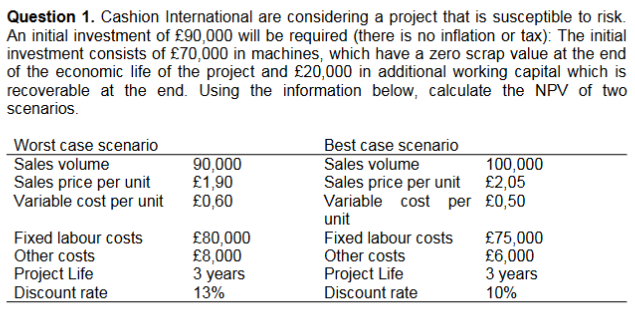 Question 1. Cashion International are considering a project that is susceptible to risk.
An initial investment of £90,000 will be required (there is no inflation or tax): The initial
investment consists of £70,000 in machines, which have a zero scrap value at the end
of the economic life of the project and £20,000 in additional working capital which is
recoverable at the end. Using the information below, calculate the NPV of two
scenarios.
Worst case scenario Best case scenario
Sales volume 90,000 Sales volume 100,000
Sales price per unit £1,90 Sales price per unit £2,05
Variable cost per unit £0,60 Variable cost per £0,50
unit
Fixed labour costs £80,000 Fixed labour costs £75,000
Other costs £8,000 Other costs £6,000
Project Life 3 years Project Life 3 years
Discount rate 13% Discount rate 10%